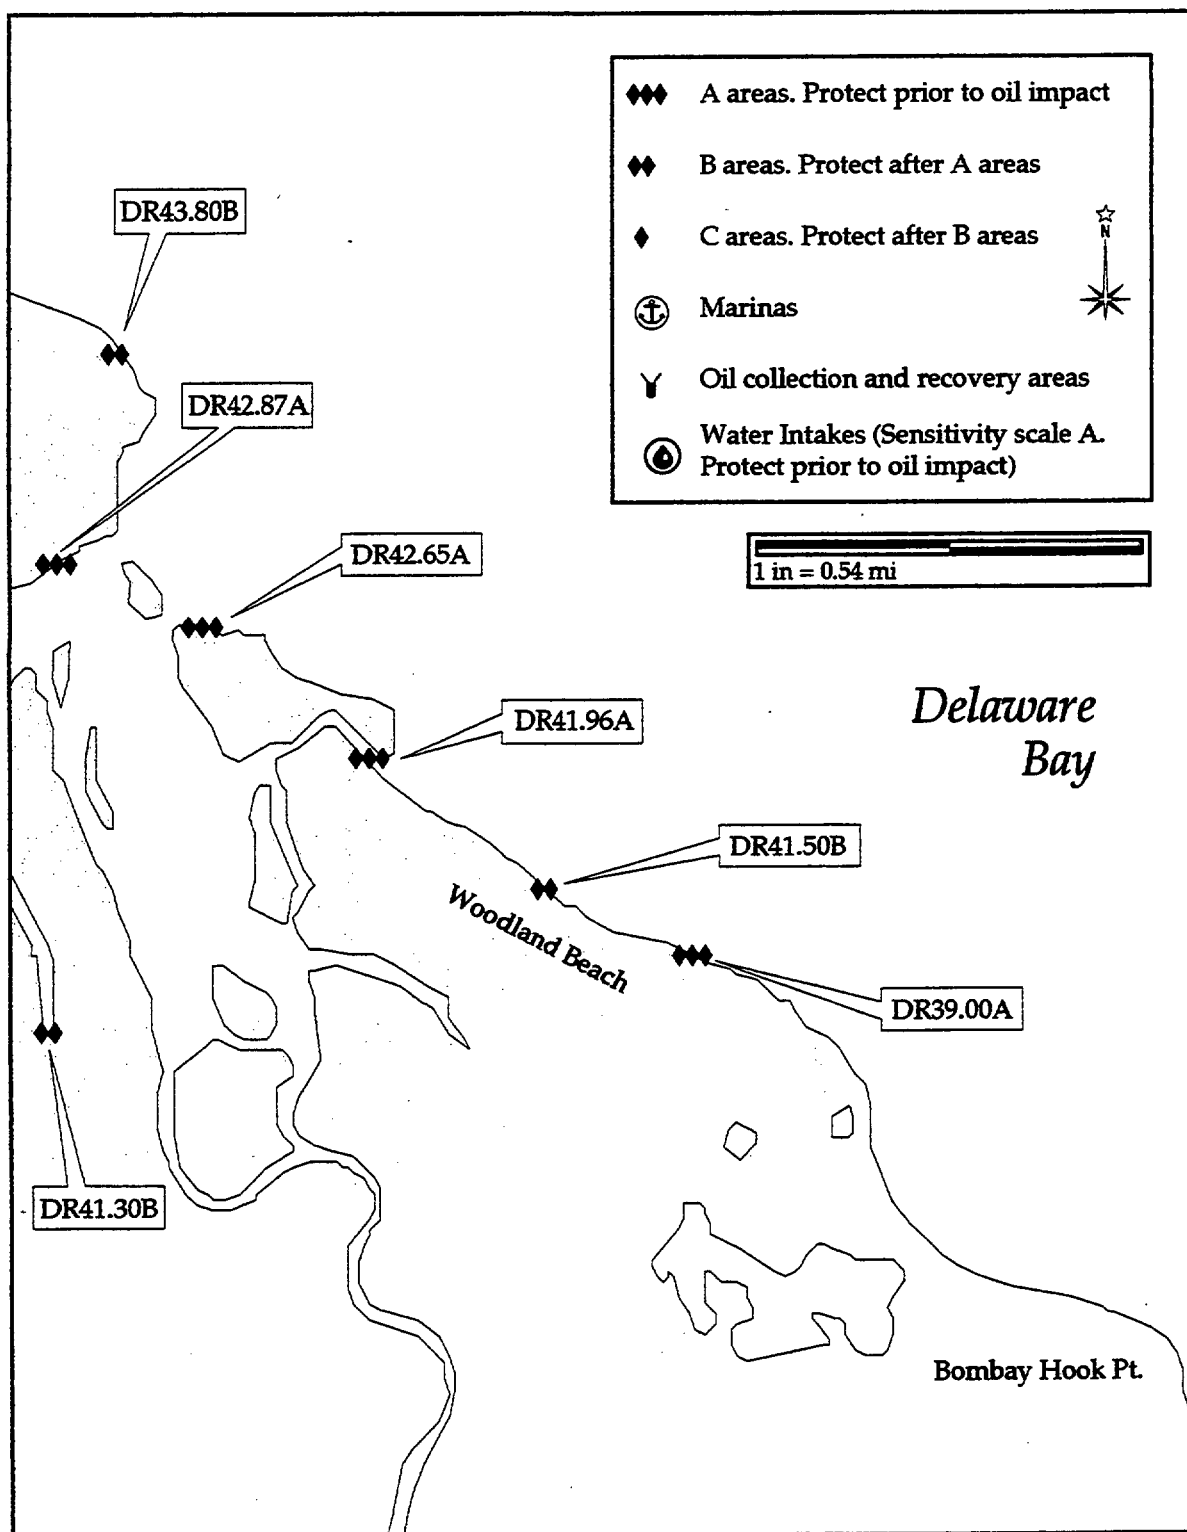 A areas. Protect prior to oil impact
B areas. Protect after A areas
DR43.80B
C areas. Protect after B areas
N
Marinas
Oil collection and recovery areas
DR42.87A
Water Intakes (Sensitivity scale A.
Protect prior to oil impact)
DR42.65A
1 in = 0.54 mi
Delaware
Bay
DR41.96A
DR41.50B
Woodland Beach
DR39.00A
DR41.30B
Bombay Hook Pt.